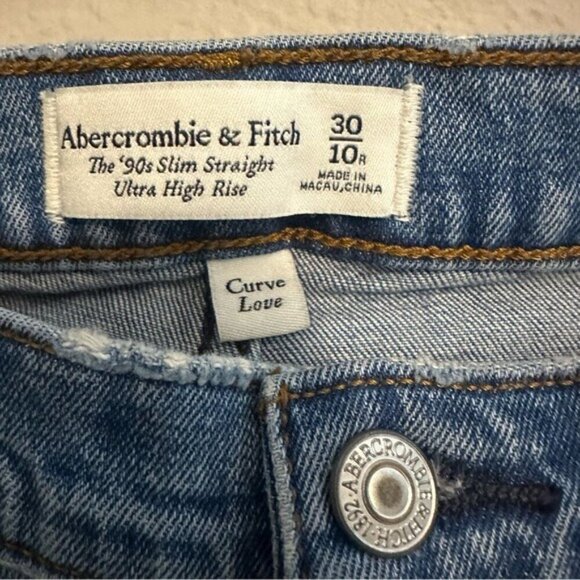 Abercrombie & Fitch
The '90s Slim Straight
Ultra High Rise
30
10R
MADE IN
MACAU,CHINA
Curve
Love
ABERCROMBIE & FITCH · 1892 ·